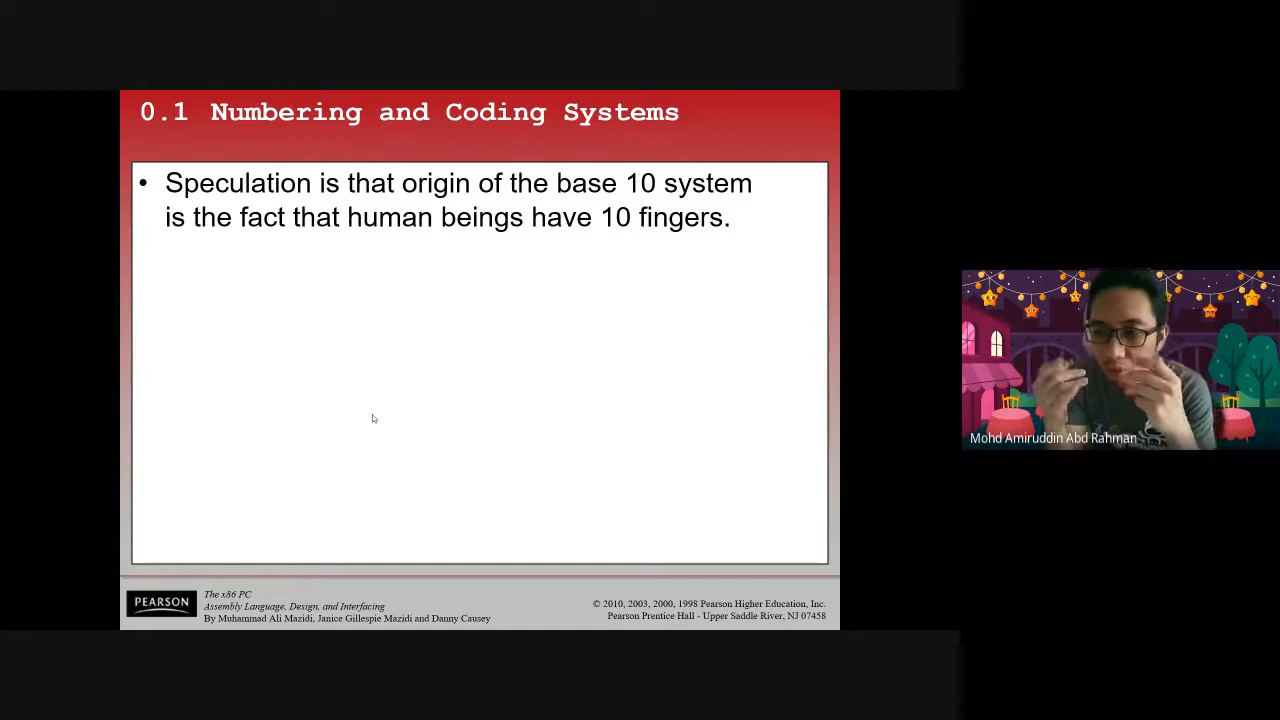 0.1 Numbering and Coding Systems
• Speculation is that origin of the base 10 system
is the fact that human beings have 10 fingers.
PEARSON
The x86 PC
Assembly Language, Design, and Interfacing
By Muhammad Ali Mazidi, Janice Gillespie Mazidi and Danny Causey
© 2010, 2003, 2000, 1998 Pearson Higher Education, Inc.
Pearson Prentice Hall - Upper Saddle River, NJ 07458
Mohd Amiruddin Abd Rahman